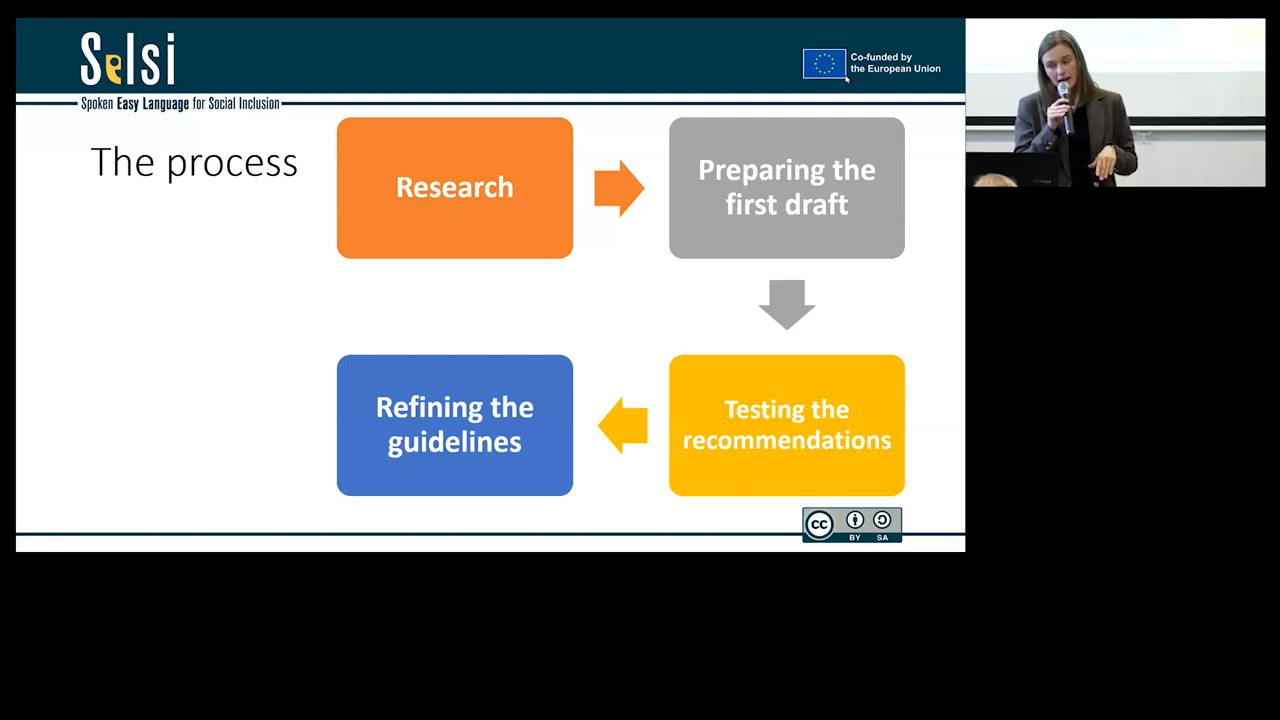 Selsi
Spoken Easy Language for Social Inclusion
Co-funded by
the European Union
The process
Research
Preparing the
first draft
Testing the
recommendations
Refining the
guidelines
cc
BY SA